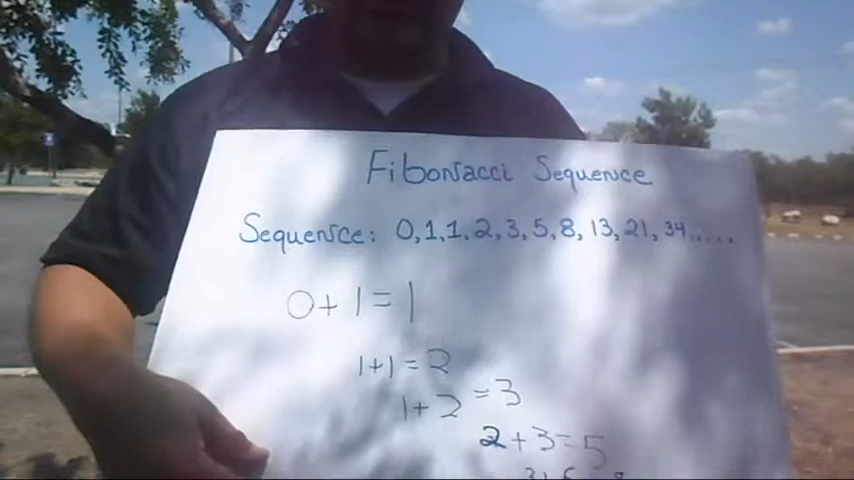 Fibonacci Sequence
Sequence: 0,1,1,2,3,5,8,13,21,34.....
0+1=1
1+1=2
1+2=3
2+3=5